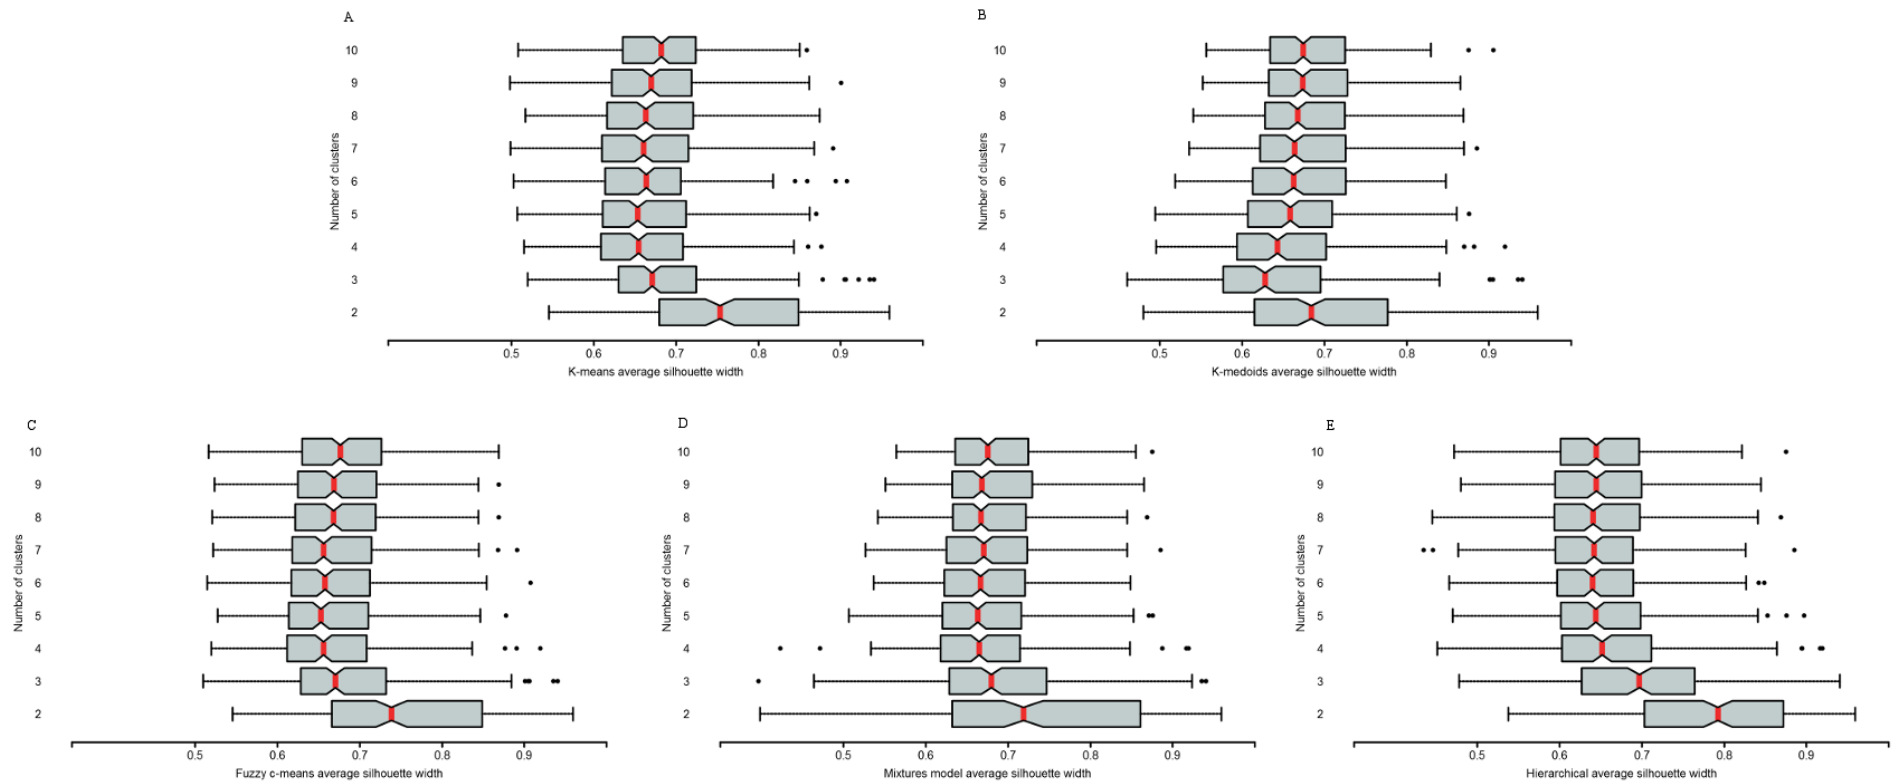 A
10
9
8
7
6
5
4
3
2
Number of clusters
0.5 0.6 0.7 0.8 0.9
K-means average silhouette width
B
10
9
8
7
6
5
4
3
2
Number of clusters
0.5 0.6 0.7 0.8 0.9
K-medoids average silhouette width
C
10
9
8
7
6
5
4
3
2
Number of clusters
0.5 0.6 0.7 0.8 0.9
Fuzzy c-means average silhouette width
D
10
9
8
7
6
5
4
3
2
Number of clusters
0.5 0.6 0.7 0.8 0.9
Mixtures model average silhouette width
E
10
9
8
7
6
5
4
3
2
Number of clusters
0.5 0.6 0.7 0.8 0.9
Hierarchical average silhouette width